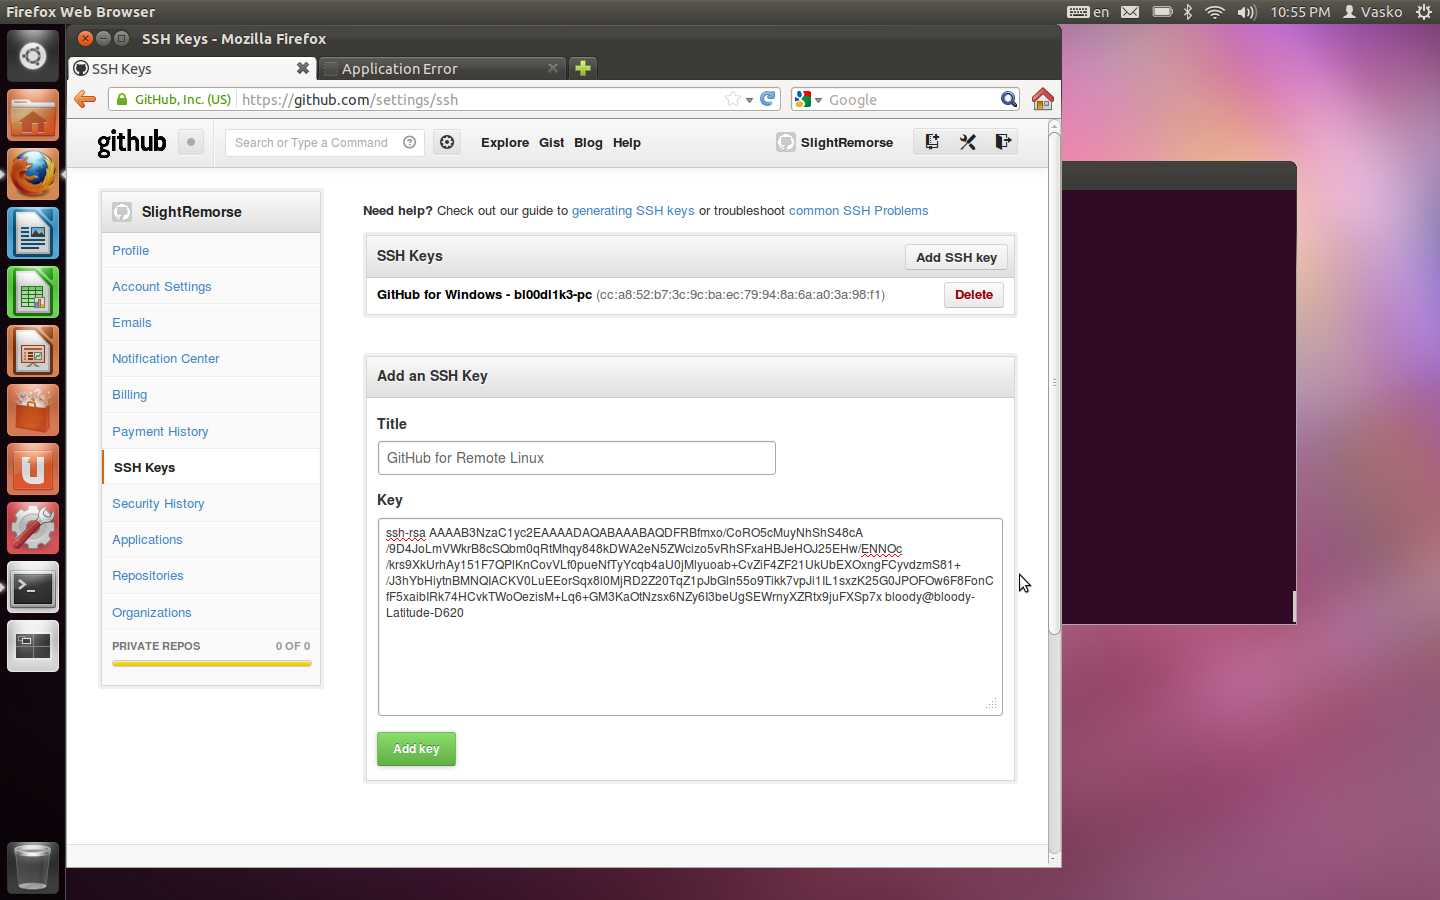 Firefox Web Browser
en
10:55 PM
Vasko
SSH Keys - Mozilla Firefox
SSH Keys
Application Error
GitHub, Inc. (US)
https://github.com/settings/ssh
Google
github
Search or Type a Command
Explore
Gist
Blog
Help
SlightRemorse
SlightRemorse
Profile
Account Settings
Emails
Notification Center
Billing
Payment History
SSH Keys
Security History
Applications
Repositories
Organizations
PRIVATE REPOS
0 OF 0
Need help? Check out our guide to generating SSH keys or troubleshoot common SSH Problems
SSH Keys
Add SSH key
GitHub for Windows - bl00dl1k3-pc (cc:a8:52:b7:3c:9c:ba:ec:79:94:8a:6a:a0:3a:98:f1)
Delete
Add an SSH Key
Title
GitHub for Remote Linux
Key
ssh-rsa AAAAB3NzaC1yc2EAAAADAQABAAABAQDFRBfmxo/CoRO5cMuyNhShS48cA
/9D4JoLmVWkrB8cSQbm0qRtMhqy848kDWA2eN5ZWcizo5vRhSFxaHBJeHOJ25EHw/ENNOc
/krs9XkUrhAy151F7QPlKnCovVLf0pueNfTyYcqb4aU0jMlyuoab+CvZiF4ZF21UkUbEXOxngFCyvdzmS81+
/J3hYbHiytnBMNQIACKV0LuEEorSqx8l0MjRD2Z20TqZ1pJbGln55o9Tikk7vpJi1IL1sxzK25G0JPOFOw6F8FonC
fF5xaibIRk74HCvkTWoOezisM+Lq6+GM3KaOtNzsx6NZy6I3beUgSEWrnyXZRtx9juFXSp7x bloody@bloody-
Latitude-D620
Add key